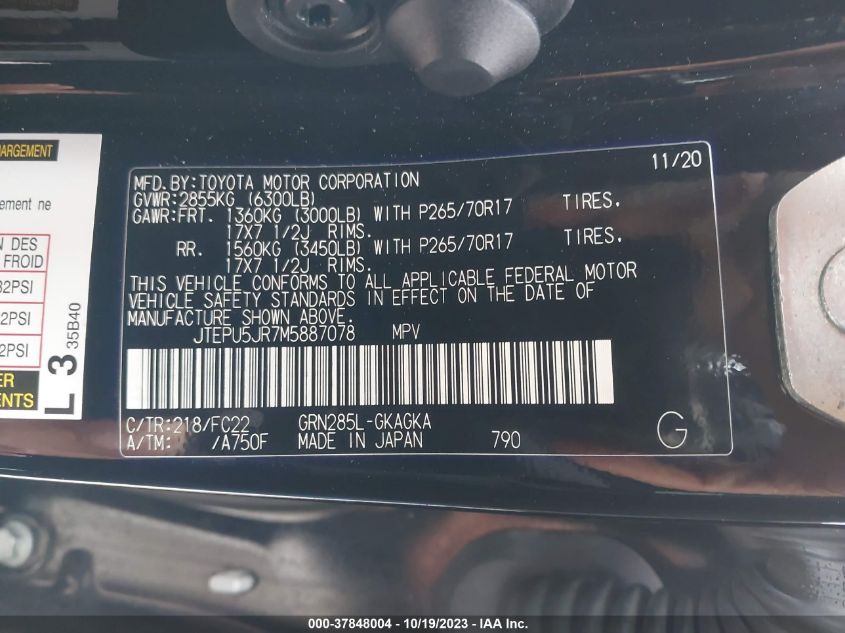 ARGEMENT
ement ne
N DES
FROID
32PSI
2PSI
2PSI
ER
ENTS
L 3 35B40
11/20
MFD.BY:TOYOTA MOTOR CORPORATION
GVWR:2855KG (6300LB)
GAWR:FRT. 1360KG (3000LB) WITH P265/70R17 TIRES,
17X7 1/2J RIMS.
RR. 1560KG (3450LB) WITH P265/70R17 TIRES,
17X7 1/2J RIMS.
THIS VEHICLE CONFORMS TO ALL APPLICABLE FEDERAL MOTOR
VEHICLE SAFETY STANDARDS IN EFFECT ON THE DATE OF
MANUFACTURE SHOWN ABOVE.
JTEPU5JR7M5887078 MPV
C/TR:218/FC22 GRN285L-GKAGKA
A/TM: /A750F MADE IN JAPAN 790 G
000-37848004 - 10/19/2023 - © IAA Inc.